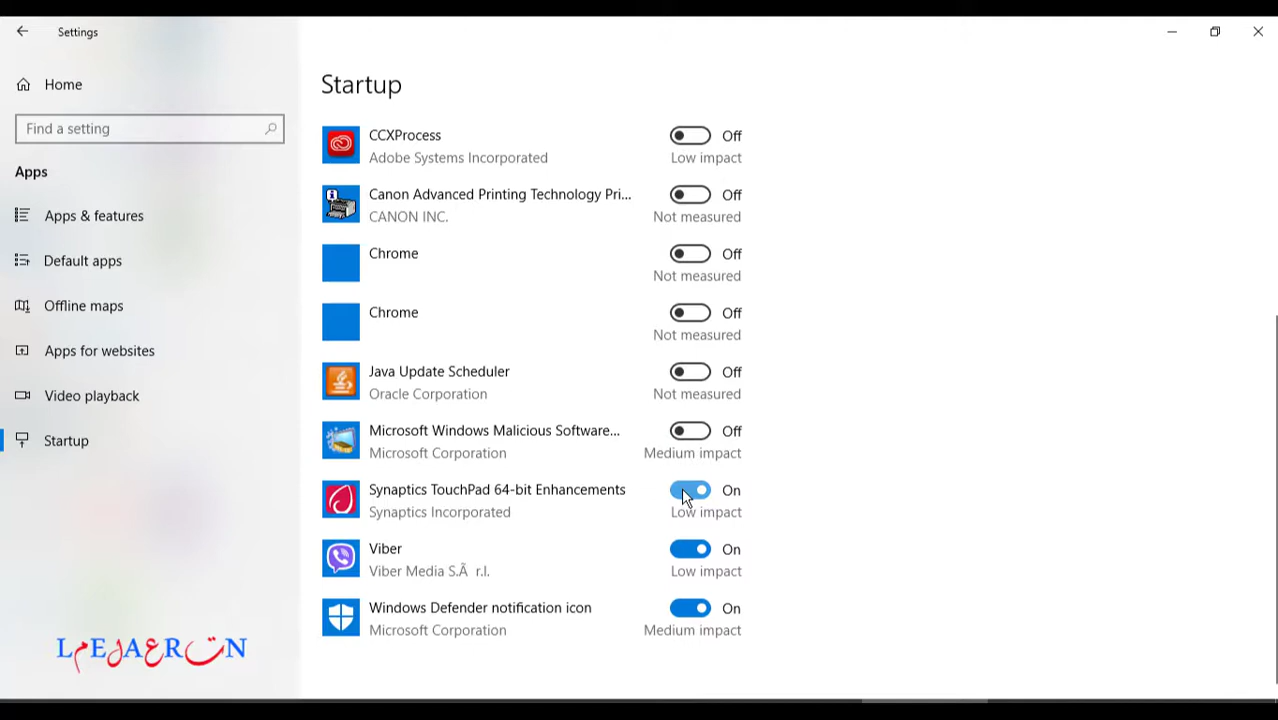 Settings
Home
Find a setting
Apps
Apps & features
Default apps
Offline maps
Apps for websites
Video playback
Startup
Startup
CCXProcess Off
Adobe Systems Incorporated Low impact
Canon Advanced Printing Technology Pri... Off
CANON INC. Not measured
Chrome Off
Not measured
Chrome Off
Not measured
Java Update Scheduler Off
Oracle Corporation Not measured
Microsoft Windows Malicious Software... Off
Microsoft Corporation Medium impact
Synaptics TouchPad 64-bit Enhancements On
Synaptics Incorporated Low impact
Viber On
Viber Media S.Ã r.l. Low impact
Windows Defender notification icon On
Microsoft Corporation Medium impact